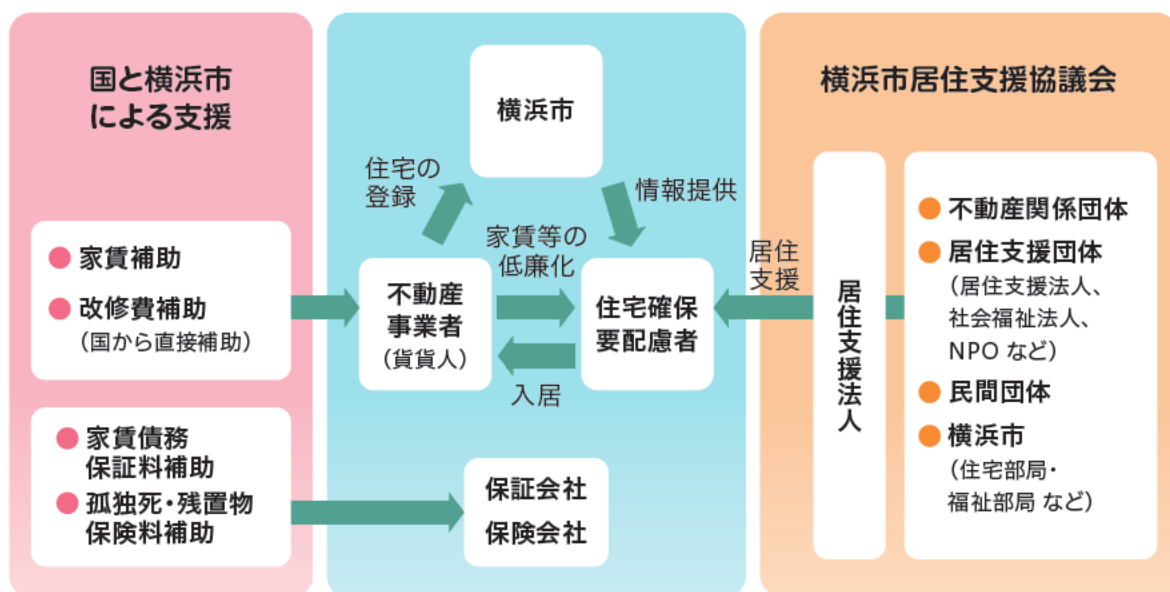 国と横浜市
による支援
家賃補助
改修費補助
（国から直接補助）
家賃債務
保証料補助
孤独死・残置物
保険料補助
横浜市
住宅の
登録
情報提供
家賃等の
低廉化
不動産
事業者
（賃貸人）
住宅確保
要配慮者
入居
保証会社
保険会社
居住
支援
横浜市居住支援協議会
居住支援法人
不動産関係団体
居住支援団体
（居住支援法人、
社会福祉法人、
NPO など）
民間団体
横浜市
（住宅部局・
福祉部局 など）